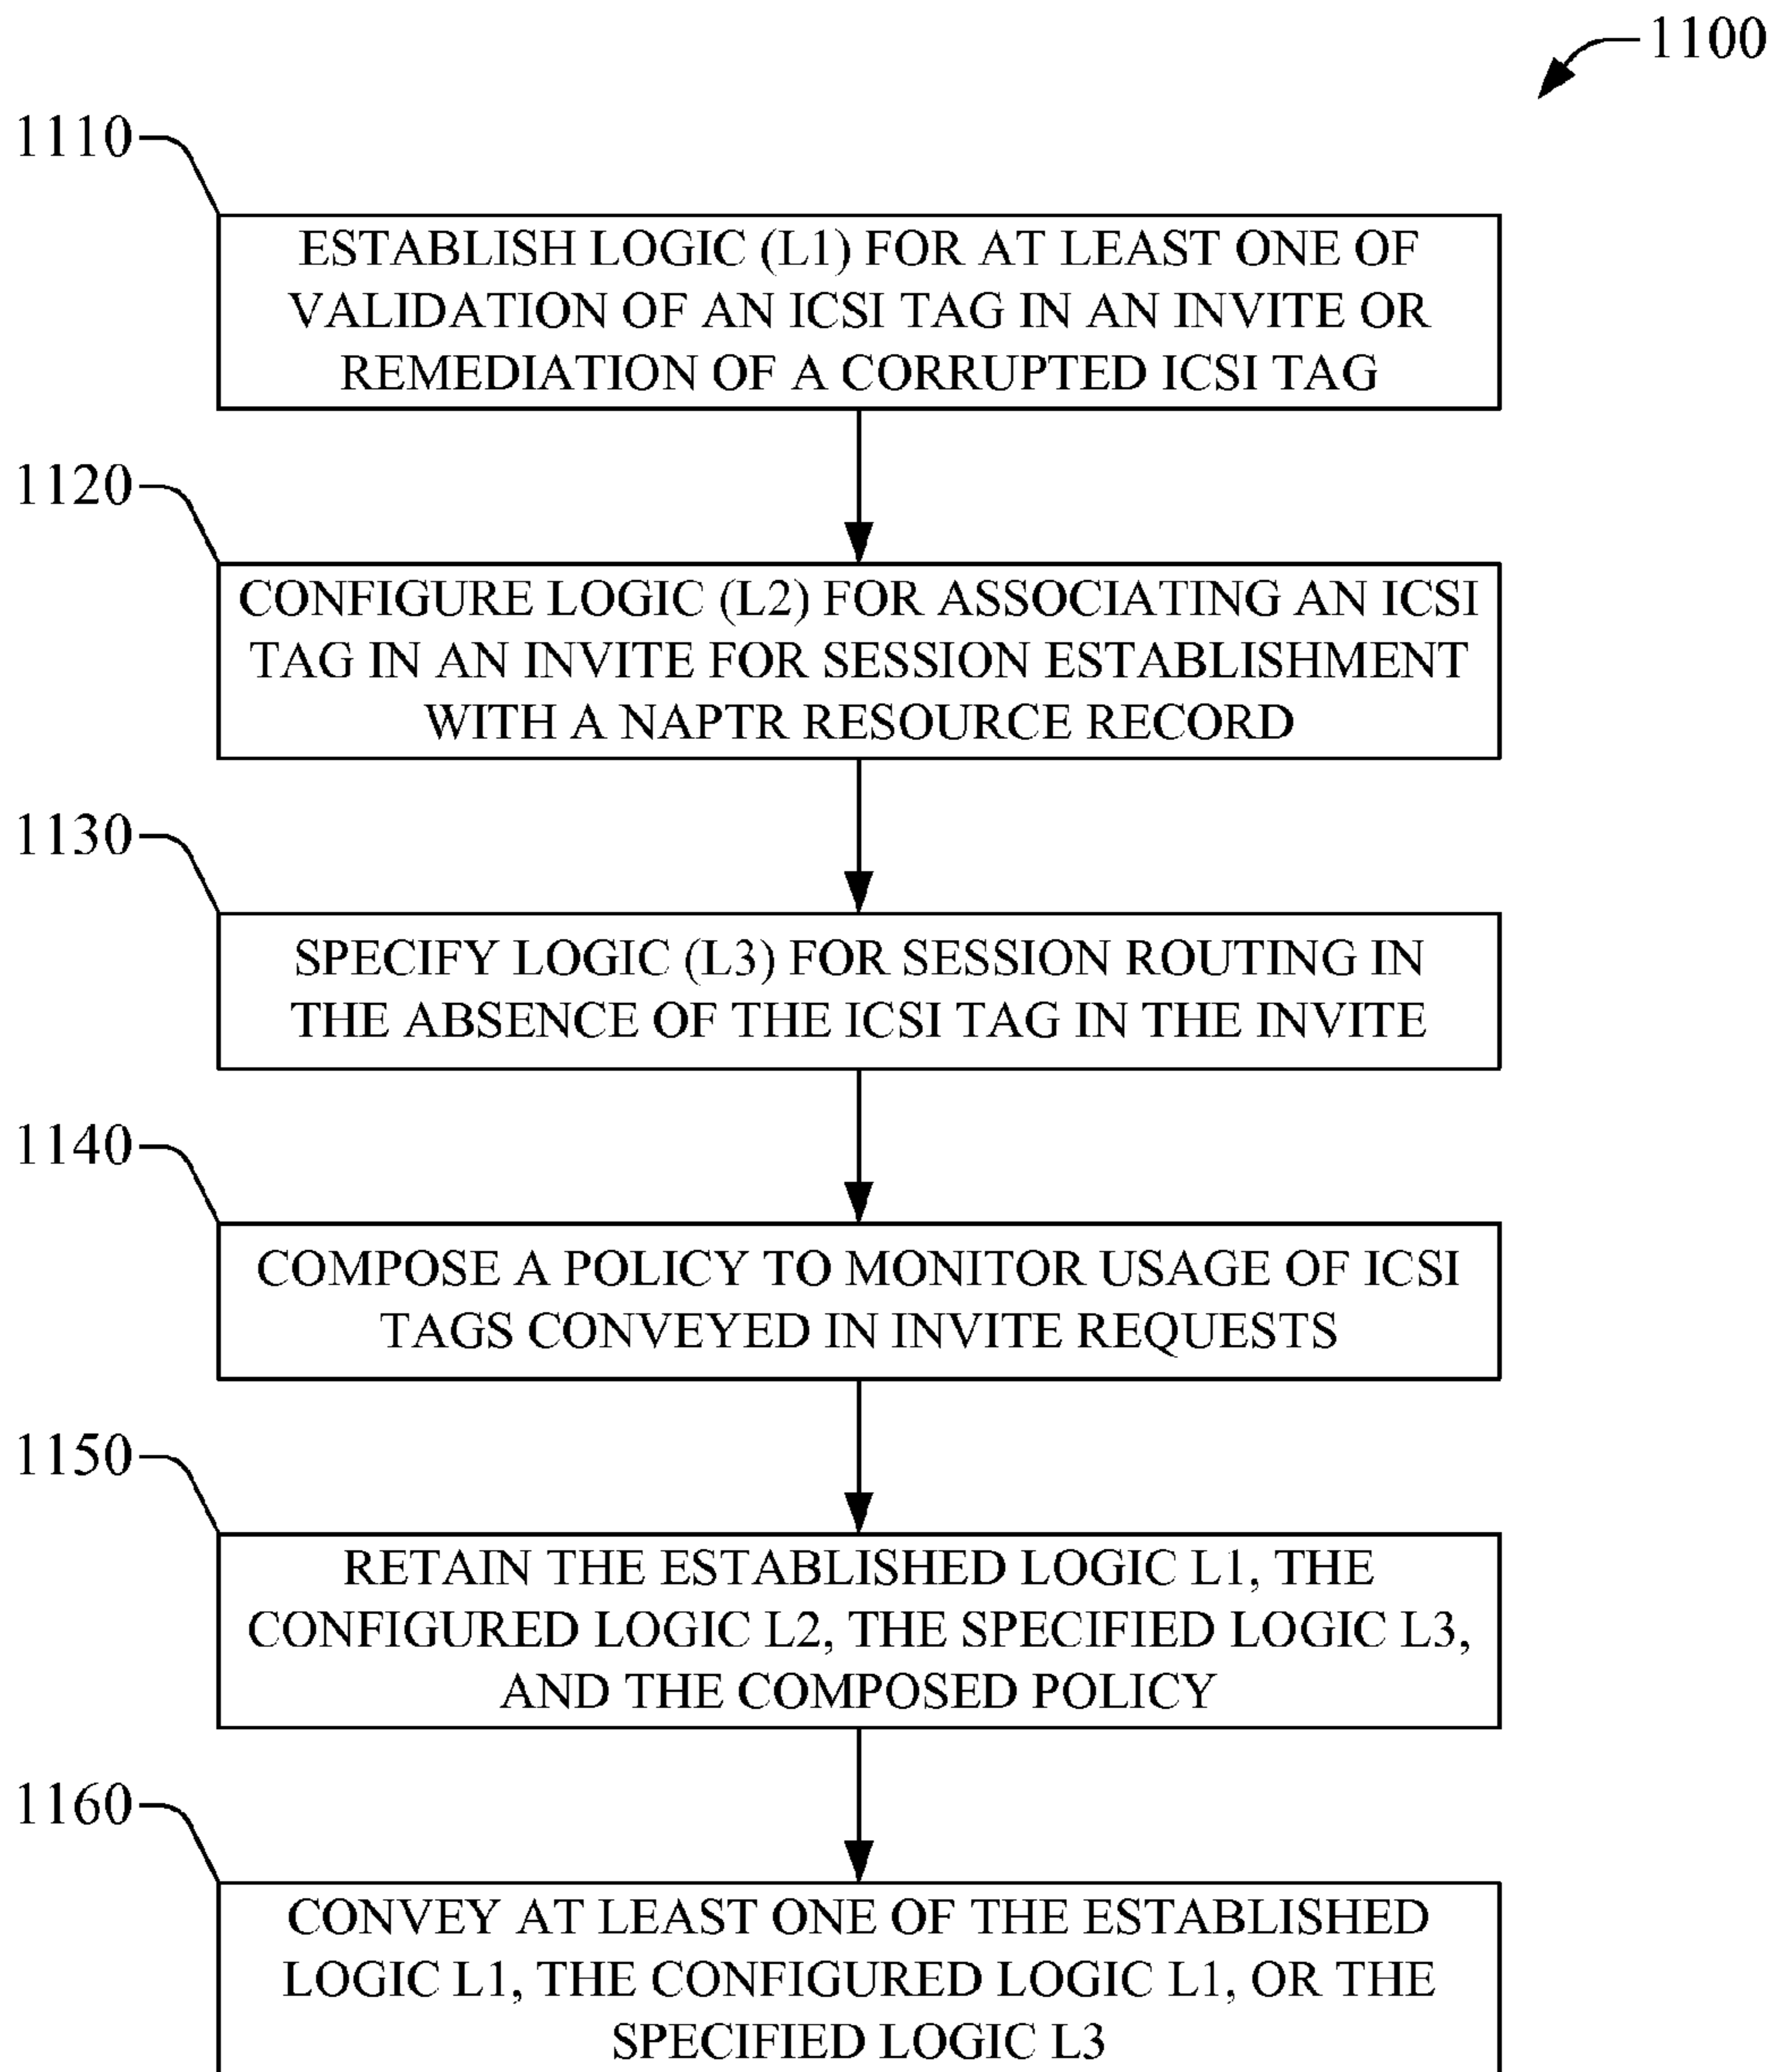 1100
1110
ESTABLISH LOGIC (L1) FOR AT LEAST ONE OF
VALIDATION OF AN ICSI TAG IN AN INVITE OR
REMEDIATION OF A CORRUPTED ICSI TAG
1120
CONFIGURE LOGIC (L2) FOR ASSOCIATING AN ICSI
TAG IN AN INVITE FOR SESSION ESTABLISHMENT
WITH A NAPTR RESOURCE RECORD
1130
SPECIFY LOGIC (L3) FOR SESSION ROUTING IN
THE ABSENCE OF THE ICSI TAG IN THE INVITE
1140
COMPOSE A POLICY TO MONITOR USAGE OF ICSI
TAGS CONVEYED IN INVITE REQUESTS
1150
RETAIN THE ESTABLISHED LOGIC L1, THE
CONFIGURED LOGIC L2, THE SPECIFIED LOGIC L3,
AND THE COMPOSED POLICY
1160
CONVEY AT LEAST ONE OF THE ESTABLISHED
LOGIC L1, THE CONFIGURED LOGIC L1, OR THE
SPECIFIED LOGIC L3